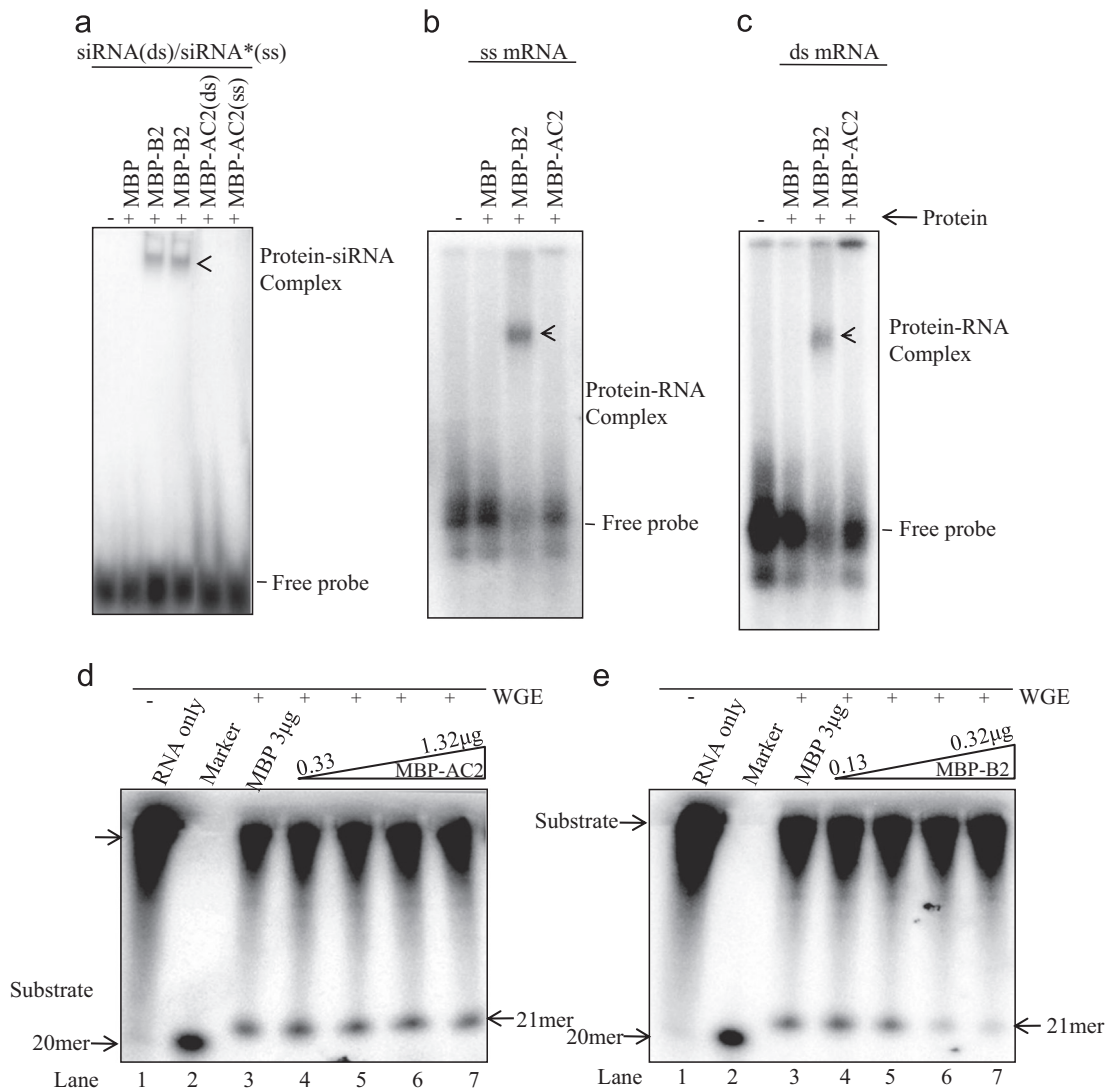 a
siRNA(ds)/siRNA*(ss)
MBP
MBP-B2
MBP-B2
MBP-AC2(ds)
MBP-AC2(ss)
- + + + + +
Protein-siRNA
Complex
Free probe
b
ss mRNA
MBP
MBP-B2
MBP-AC2
- + + +
Protein-RNA
Complex
Free probe
c
ds mRNA
MBP
MBP-B2
MBP-AC2
- + + +
Protein
Protein-RNA
Complex
Free probe
d
- + + + + + WGE
RNA only
Marker
MBP 3µg
0.33
1.32µg
MBP-AC2
Substrate
20mer
21mer
Lane 1 2 3 4 5 6 7
e
- + + + + + WGE
RNA only
Marker
MBP 3µg
0.13
0.32µg
MBP-B2
Substrate
20mer
21mer
Lane 1 2 3 4 5 6 7